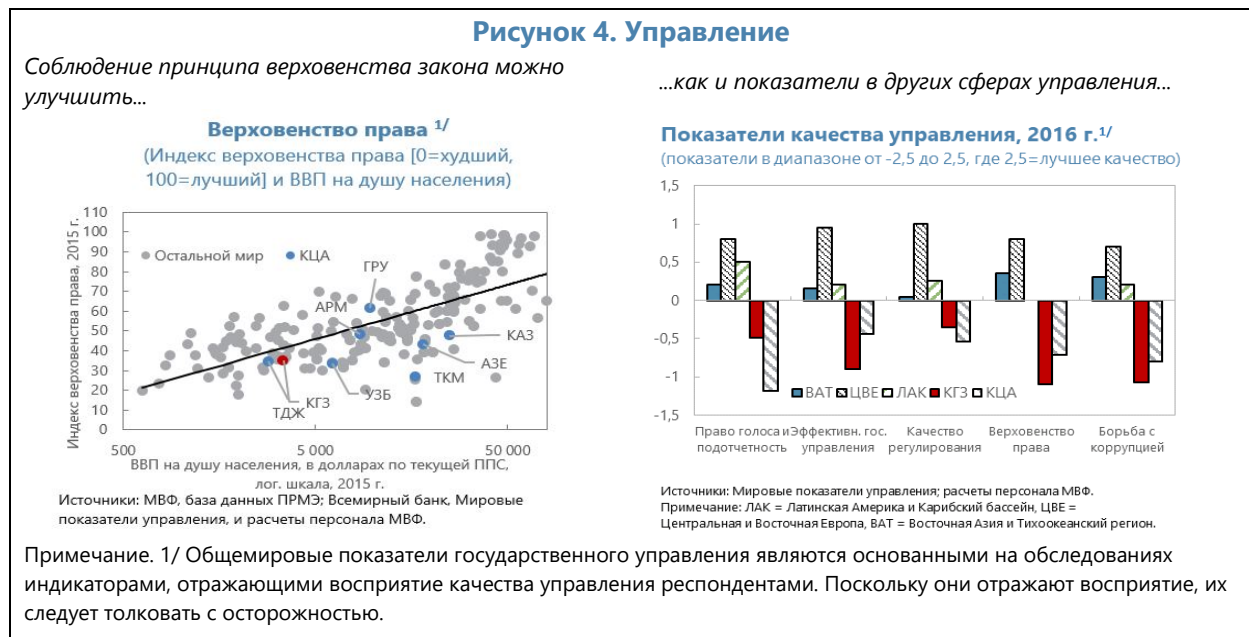 Рисунок 4. Управление
Соблюдение принципа верховенства закона можно
улучшить...
Верховенство права 1/
(Индекс верховенства права [0=худший,
100=лучший] и ВВП на душу населения)
Индекс верховенства права, 2015 г.
110
100
90
80
70
60
50
40
30
20
10
0
Остальной мир
КЦА
ГРУ
АРМ
КАЗ
АЗЕ
ТКМ
УЗБ
КГЗ
ТДЖ
500
5 000
50 000
ВВП на душу населения, в долларах по текущей ППС,
лог. шкала, 2015 г.
Источники: МВФ, база данных ПРМЭ; Всемирный банк, Мировые
показатели управления, и расчеты персонала МВФ.
...как и показатели в других сферах управления...
Показатели качества управления, 2016 г.1/
(показатели в диапазоне от -2,5 до 2,5, где 2,5=лучшее качество)
1,5
1
0,5
0
-0,5
-1
-1,5
ВАТ
ЦВЕ
ЛАК
КГЗ
КЦА
Право голоса и
подотчетность
Эффективн. гос.
управления
Качество
регулирования
Верховенство
права
Борьба с
коррупцией
Источники: Мировые показатели управления; расчеты персонала МВФ.
Примечание: ЛАК = Латинская Америка и Карибский бассейн, ЦВЕ =
Центральная и Восточная Европа, ВАТ = Восточная Азия и Тихоокеанский регион.
Примечание. 1/ Общемировые показатели государственного управления являются основанными на обследованиях
индикаторами, отражающими восприятие качества управления респондентами. Поскольку они отражают восприятие, их
следует толковать с осторожностью.